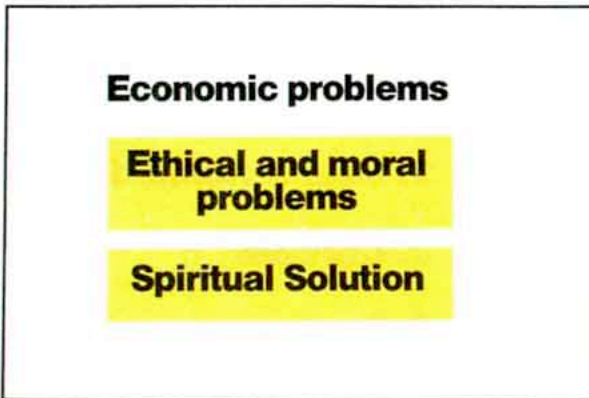 Economic problems
Ethical and moral
problems
Spiritual Solution